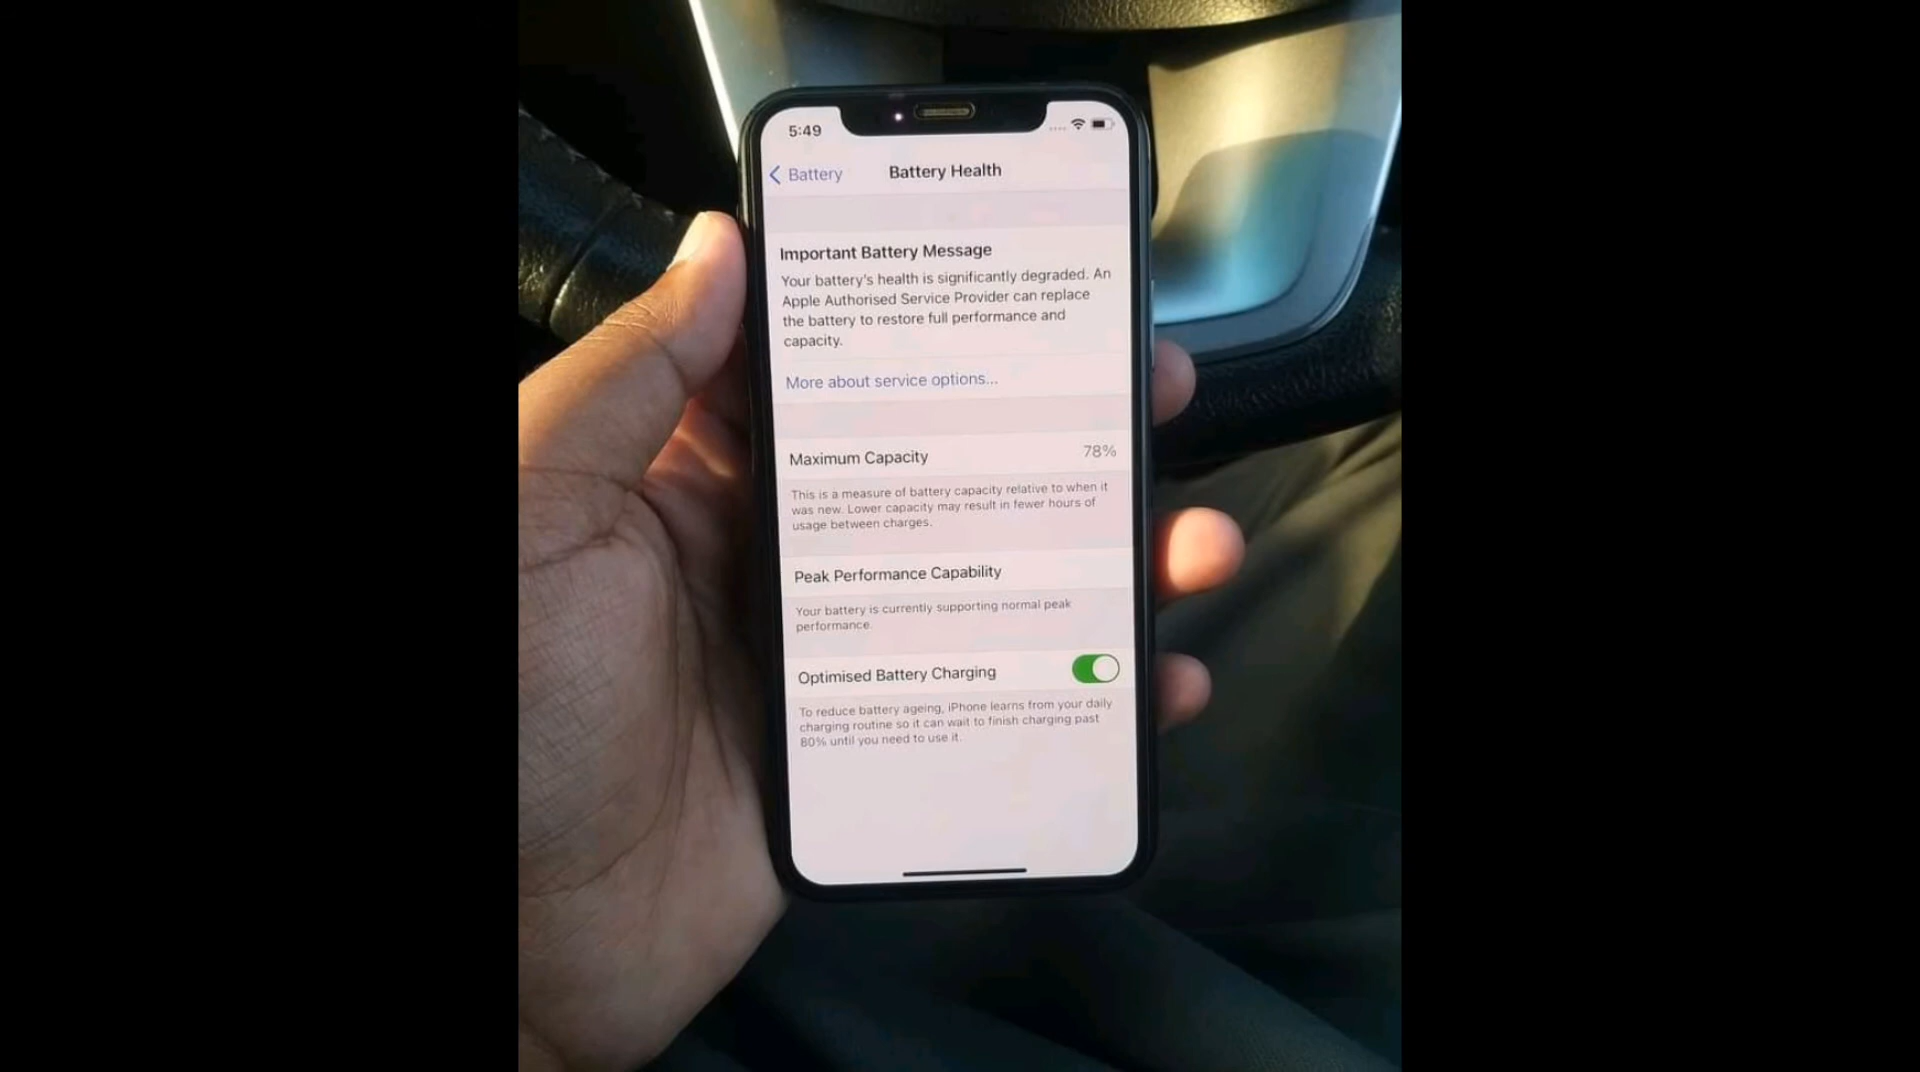 5:49
Battery
Battery Health
Important Battery Message
Your battery's health is significantly degraded. An
Apple Authorised Service Provider can replace
the battery to restore full performance and
capacity.
More about service options...
Maximum Capacity
78%
This is a measure of battery capacity relative to when it
was new. Lower capacity may result in fewer hours of
usage between charges.
Peak Performance Capability
Your battery is currently supporting normal peak
performance.
Optimised Battery Charging
To reduce battery ageing, iPhone learns from your daily
charging routine so it can wait to finish charging past
80% until you need to use it.